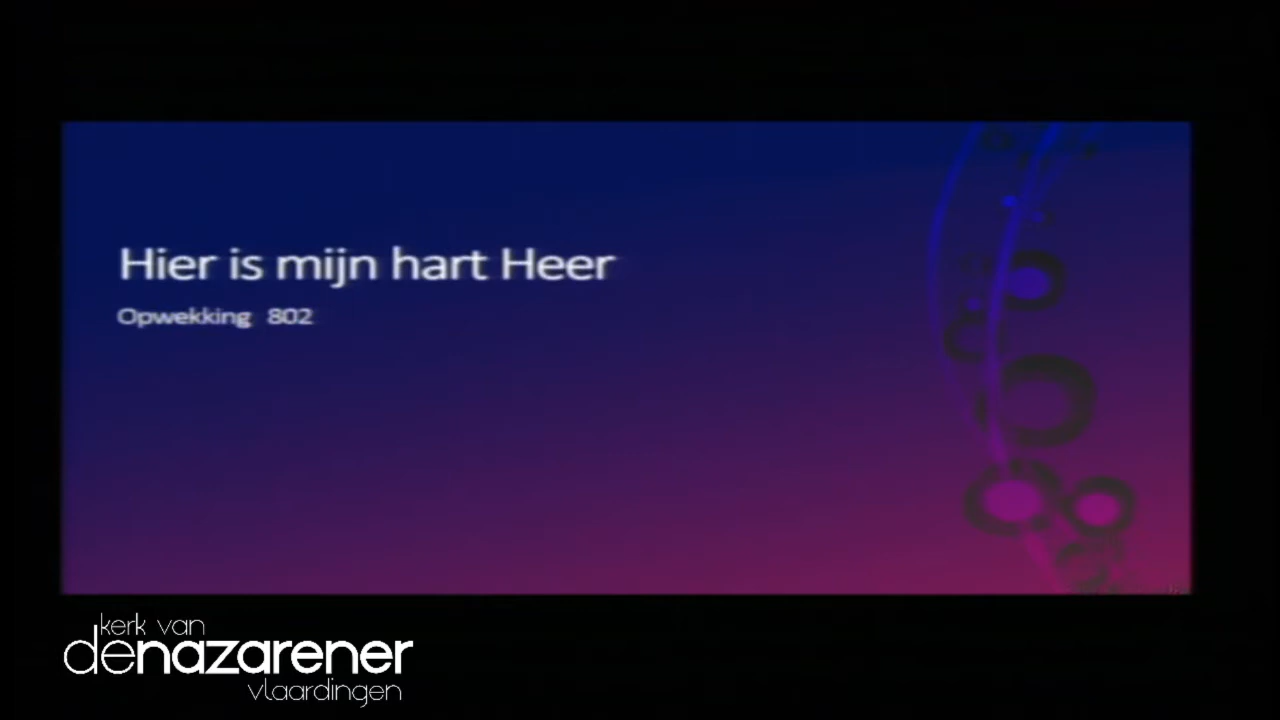 Hier is mijn hart Heer
Opwekking 802
kerk van
denazarener
vlaardingen